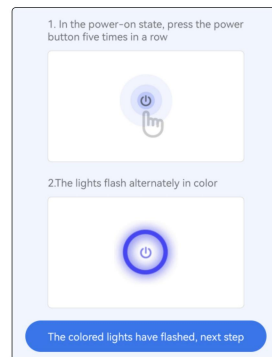 1. In the power-on state, press the power
button five times in a row
2.The lights flash alternately in color
The colored lights have flashed, next step